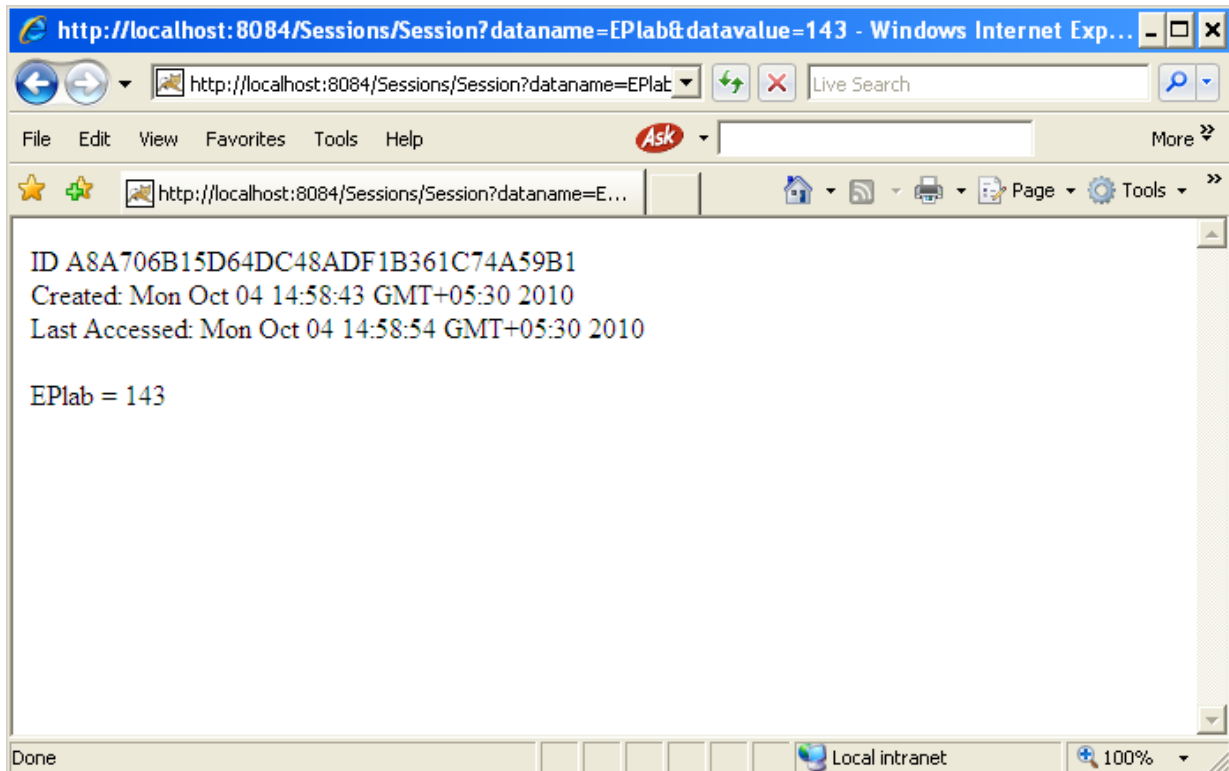 http://localhost:8084/Sessions/Session?dataname=EPlab&datavalue=143 - Windows Internet Exp...
http://localhost:8084/Sessions/Session?dataname=EPlab
Live Search
File Edit View Favorites Tools Help
Ask
More
http://localhost:8084/Sessions/Session?dataname=E...
Page
Tools
ID A8A706B15D64DC48ADF1B361C74A59B1
Created: Mon Oct 04 14:58:43 GMT+05:30 2010
Last Accessed: Mon Oct 04 14:58:54 GMT+05:30 2010
EPlab = 143
Done
Local intranet
100%